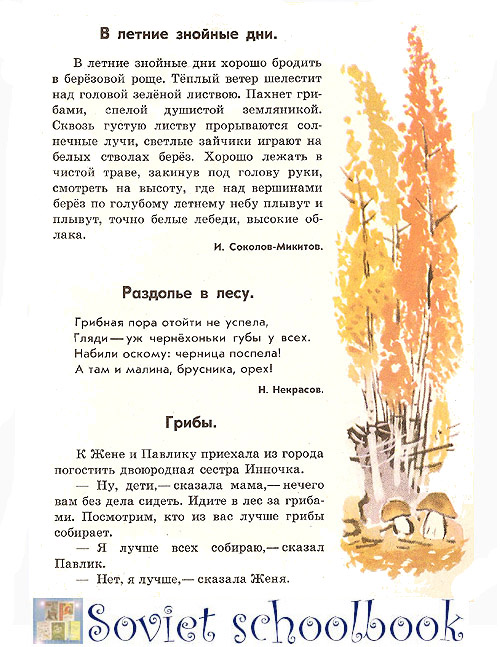 В летние знойные дни.
В летние знойные дни хорошо бродить
в берёзовой роще. Тёплый ветер шелестит
над головой зелёной листвою. Пахнет гри-
бами, спелой душистой земляникой.
Сквозь густую листву прорываются сол-
нечные лучи, светлые зайчики играют на
белых стволах берёз. Хорошо лежать в
чистой траве, закинув под голову руки,
смотреть на высоту, где над вершинами
берёз по голубому летнему небу плывут и
плывут, точно белые лебеди, высокие об-
лака.
И. Соколов-Микитов.
Раздолье в лесу.
Грибная пора отойти не успела,
Гляди — уж чернёхоньки губы у всех.
Набили оскому: черница поспела!
А там и малина, брусника, орех!
Н. Некрасов.
Грибы.
К Жене и Павлику приехала из города
погостить двоюродная сестра Инночка.
— Ну, дети,— сказала мама,— нечего
вам без дела сидеть. Идите в лес за гриба-
ми. Посмотрим, кто из вас лучше грибы
собирает.
— Я лучше всех собираю,— сказал
Павлик.
— Нет, я лучше,— сказала Женя.
Soviet schoolbook